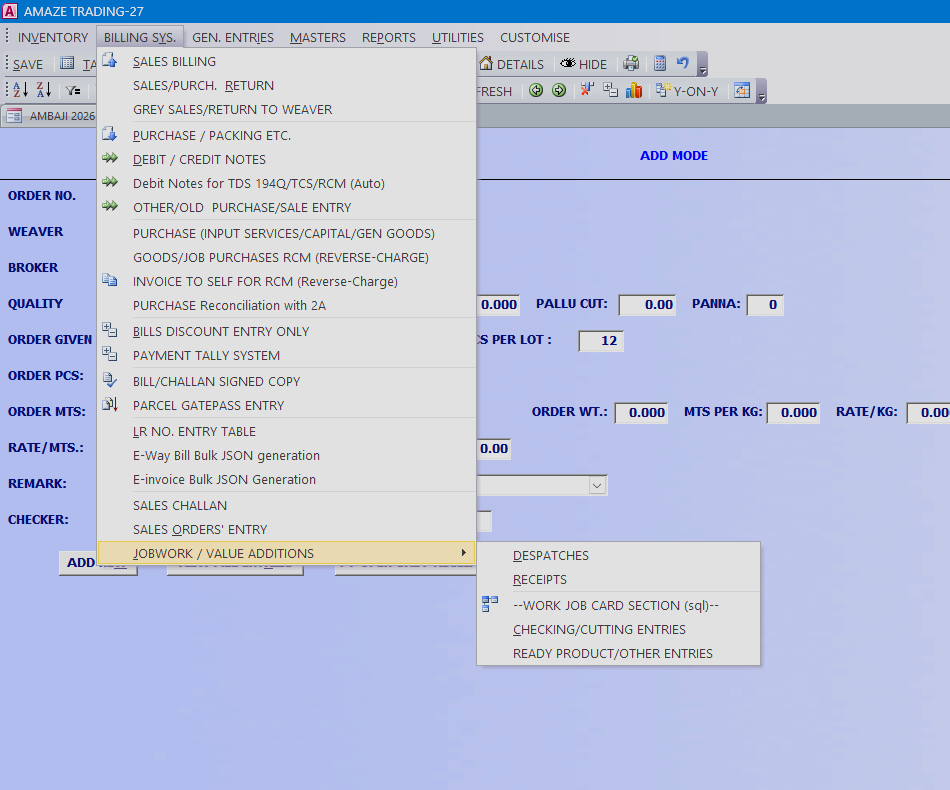 AMAZE TRADING-27
INVENTORY BILLING SYS. GEN. ENTRIES MASTERS REPORTS UTILITIES CUSTOMISE
SAVE DETAILS HIDE
Y-ON-Y
AMBAJI 2026
SALES BILLING
SALES/PURCH. RETURN
GREY SALES/RETURN TO WEAVER
PURCHASE / PACKING ETC.
DEBIT / CREDIT NOTES
Debit Notes for TDS 194Q/TCS/RCM (Auto)
OTHER/OLD PURCHASE/SALE ENTRY
PURCHASE (INPUT SERVICES/CAPITAL/GEN GOODS)
GOODS/JOB PURCHASES RCM (REVERSE-CHARGE)
INVOICE TO SELF FOR RCM (Reverse-Charge)
PURCHASE Reconciliation with 2A
BILLS DISCOUNT ENTRY ONLY
PAYMENT TALLY SYSTEM
BILL/CHALLAN SIGNED COPY
PARCEL GATEPASS ENTRY
LR NO. ENTRY TABLE
E-Way Bill Bulk JSON generation
E-invoice Bulk JSON Generation
SALES CHALLAN
SALES ORDERS' ENTRY
JOBWORK / VALUE ADDITIONS
DESPATCHES
RECEIPTS
--WORK JOB CARD SECTION (sql)--
CHECKING/CUTTING ENTRIES
READY PRODUCT/OTHER ENTRIES
ADD MODE
ORDER NO.
WEAVER
BROKER
QUALITY 0.000 PALLU CUT: 0.00 PANNA: 0
ORDER GIVEN PER LOT : 12
ORDER PCS:
ORDER MTS: ORDER WT.: 0.000 MTS PER KG: 0.000 RATE/KG: 0.00
RATE/MTS.: 0.00
REMARK:
CHECKER:
ADD